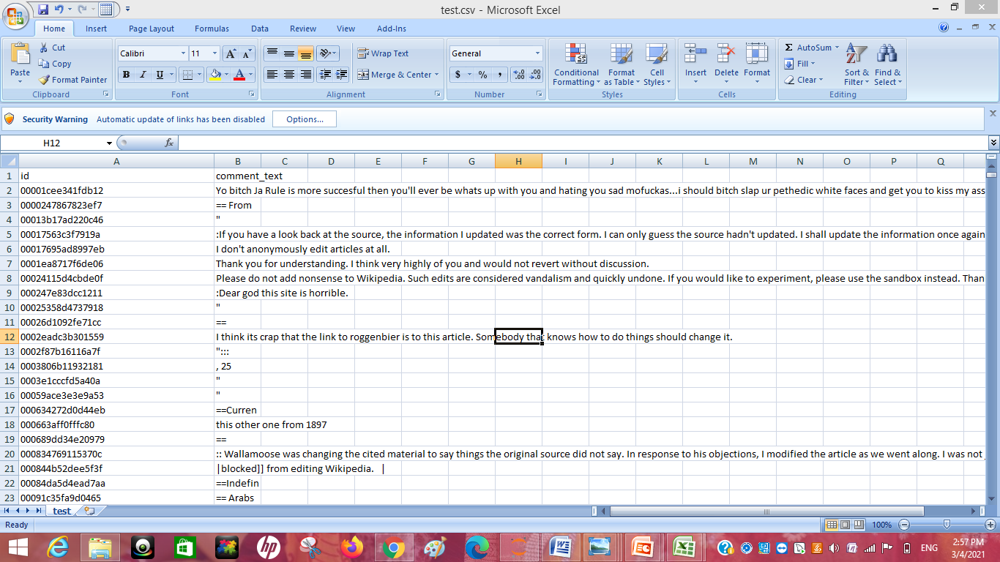 test.csv - Microsoft Excel
Home Insert Page Layout Formulas Data Review View Add-Ins
Cut
Copy
Format Painter
Paste
Clipboard
Calibri 11 A A
B I U A
Font
Wrap Text
Merge & Center
Alignment
General
$ % , .00 .0
Number
Conditional Formatting
Format as Table
Cell Styles
Styles
Insert Delete Format
Cells
Σ AutoSum
Fill
Clear
Sort & Filter
Find & Select
Editing
Security Warning Automatic update of links has been disabled Options...
H12 fx
A B C D E F G H I J K L M N O P Q
1 id comment_text
2 00001cee341fdb12 Yo bitch Ja Rule is more succesful then you'll ever be whats up with you and hating you sad mofuckas...i should bitch slap ur pethedic white faces and get you to kiss my ass
3 0000247867823ef7 == From
4 00013b17ad220c46 "
5 00017563c3f7919a :If you have a look back at the source, the information I updated was the correct form. I can only guess the source hadn't updated. I shall update the information once again
6 00017695ad8997eb I don't anonymously edit articles at all.
7 0001ea8717f6de06 Thank you for understanding. I think very highly of you and would not revert without discussion.
8 00024115d4cbde0f Please do not add nonsense to Wikipedia. Such edits are considered vandalism and quickly undone. If you would like to experiment, please use the sandbox instead. Than
9 000247e83dcc1211 :Dear god this site is horrible.
10 00025358d4737918 "
11 00026d1092fe71cc ==
12 0002eadc3b301559 I think its crap that the link to roggenbier is to this article. Somebody that knows how to do things should change it.
13 0002f87b16116a7f ":::
14 0003806b11932181 , 25
15 0003e1cccfd5a40a "
16 00059ace3e3e9a53 "
17 000634272d0d44eb ==Curren
18 000663aff0fffc80 this other one from 1897
19 000689dd34e20979 ==
20 000834769115370c :: Wallamoose was changing the cited material to say things the original source did not say. In response to his objections, I modified the article as we went along. I was not
21 000844b52dee5f3f |blocked]] from editing Wikipedia. |
22 00084da5d4ead7aa ==Indefin
23 00091c35fa9d0465 == Arabs
test
Ready 100%
ENG 2:57 PM
3/4/2021